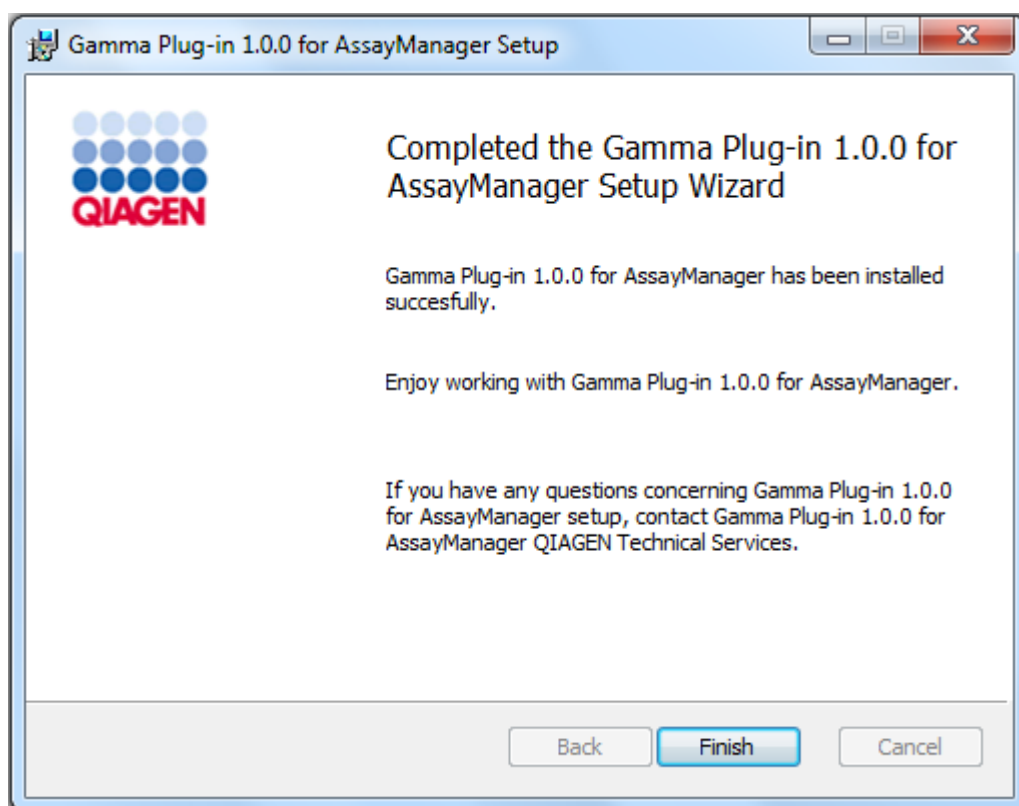 Gamma Plug-in 1.0.0 for AssayManager Setup
QIAGEN
Completed the Gamma Plug-in 1.0.0 for
AssayManager Setup Wizard
Gamma Plug-in 1.0.0 for AssayManager has been installed
succesfully.
Enjoy working with Gamma Plug-in 1.0.0 for AssayManager.
If you have any questions concerning Gamma Plug-in 1.0.0
for AssayManager setup, contact Gamma Plug-in 1.0.0 for
AssayManager QIAGEN Technical Services.
Back Finish Cancel